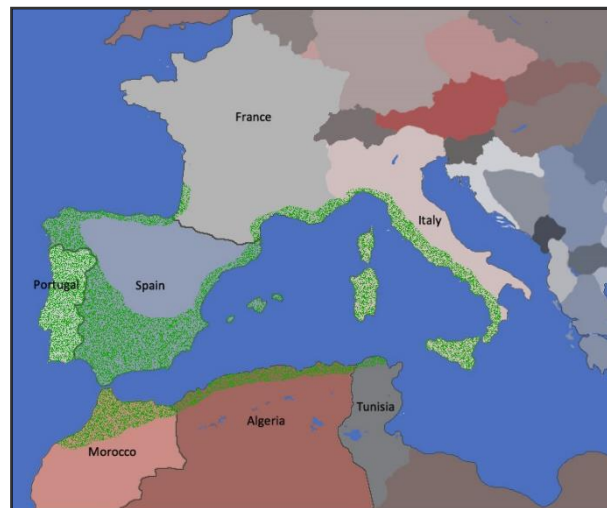 France
Italy
Portugal
Spain
Tunisia
Algeria
Morocco